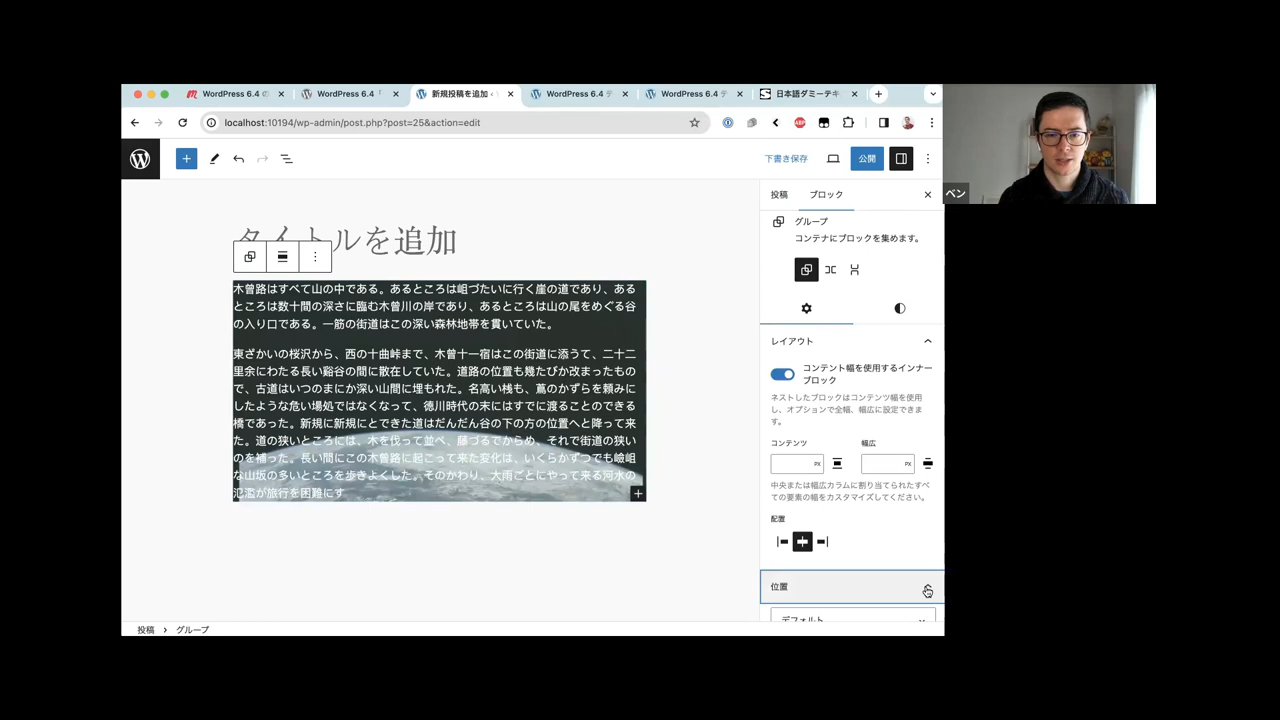 WordPress 6.4 の
WordPress 6.4 「
新規投稿を追加 ‹
WordPress 6.4 テ
WordPress 6.4 テ
日本語ダミーテキ
localhost:10194/wp-admin/post.php?post=25&action=edit
ABP
下書き保存
公開
ベン
投稿
ブロック
グループ
コンテナにブロックを集めます。
タイトルを追加
木曾路はすべて山の中である。あるところは岨づたいに行く崖の道であり、ある
ところは数十間の深さに臨む木曾川の岸であり、あるところは山の尾をめぐる谷
の入り口である。一筋の街道はこの深い森林地帯を貫いていた。
東ざかいの桜沢から、西の十曲峠まで、木曾十一宿はこの街道に添うて、二十二
里余にわたる長い谿谷の間に散在していた。道路の位置も幾たびか改まったもの
で、古道はいつのまにか深い山間に埋もれた。名高い桟も、蔦のかずらを頼みに
したような危い場処ではなくなって、徳川時代の末にはすでに渡ることのできる
橋であった。新規に新規にとできた道はだんだん谷の下の方の位置へと降って来
た。道の狭いところには、木を伐って並べ、藤づるでからめ、それで街道の狭い
のを補った。長い間にこの木曾路に起こって来た変化は、いくらかずつでも嶮岨
な山坂の多いところを歩きよくした。そのかわり、大雨ごとにやって来る河水の
氾濫が旅行を困難にす
レイアウト
コンテント幅を使用するインナー
ブロック
ネストしたブロックはコンテンツ幅を使用
し、オプションで全幅、幅広に設定できま
す。
コンテンツ
幅広
PX
PX
中央または幅広カラムに割り当てられたすべ
ての要素の幅をカスタマイズしてください。
配置
位置
デフォルト
投稿 › グループ